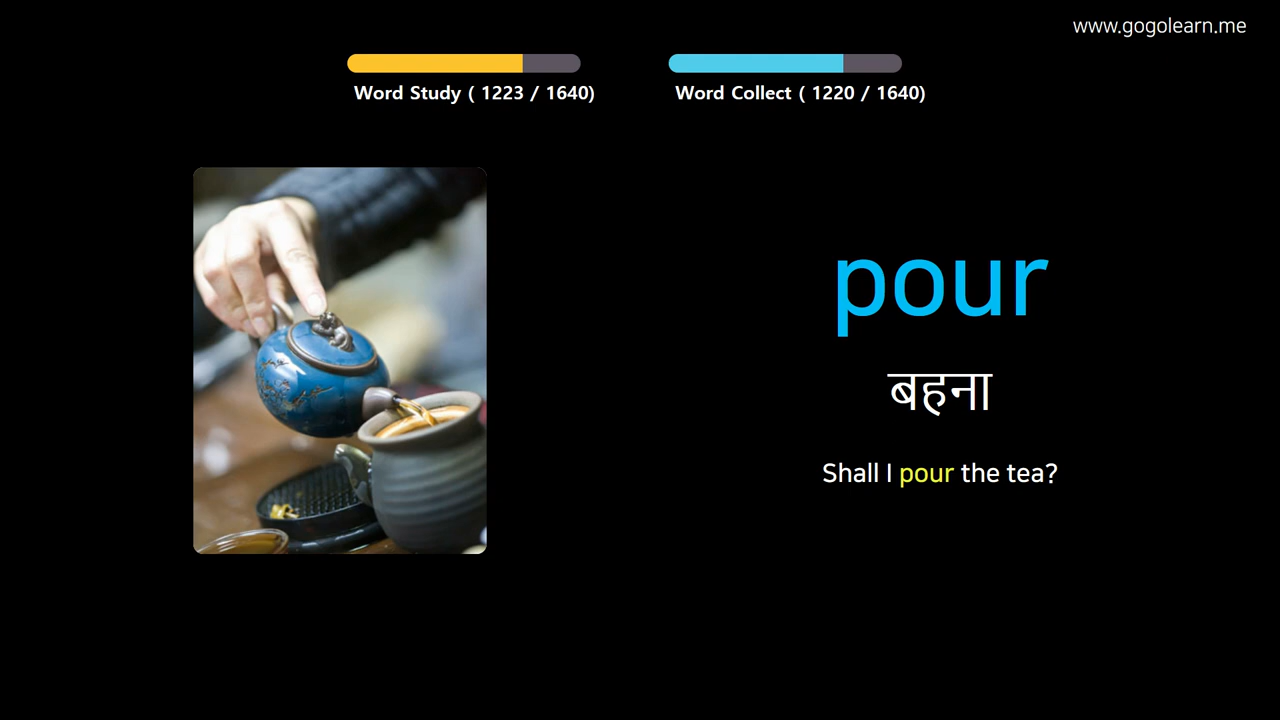 www.gogolearn.me
Word Study ( 1223 / 1640)
Word Collect ( 1220 / 1640)
pour
बहना
Shall I pour the tea?